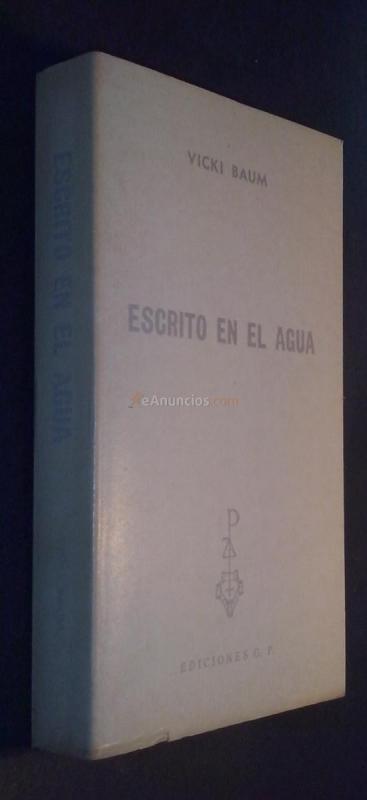 VICKI BAUM
ESCRITO EN EL AGUA
eAnuncios.com
EDICIONES G. P.
ESCRITO EN EL AGUA